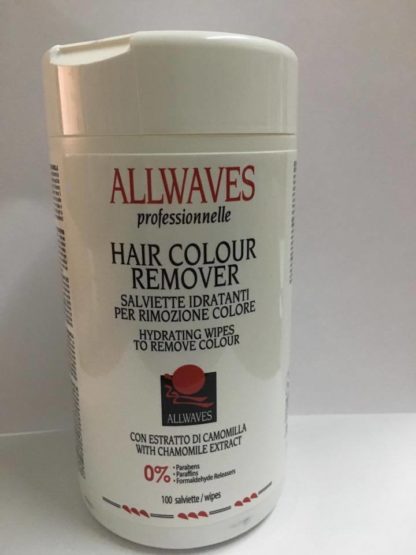 ALLWAVES
professionnelle
HAIR COLOUR
REMOVER
SALVIETTE IDRATANTI
PER RIMOZIONE COLORE
HYDRATING WIPES
TO REMOVE COLOUR
ALLWAVES
CON ESTRATTO DI CAMOMILLA
WITH CHAMOMILE EXTRACT
0%
• Parabens
• Paraffins
• Formaldehyde Releasers
100 salviette / wipes